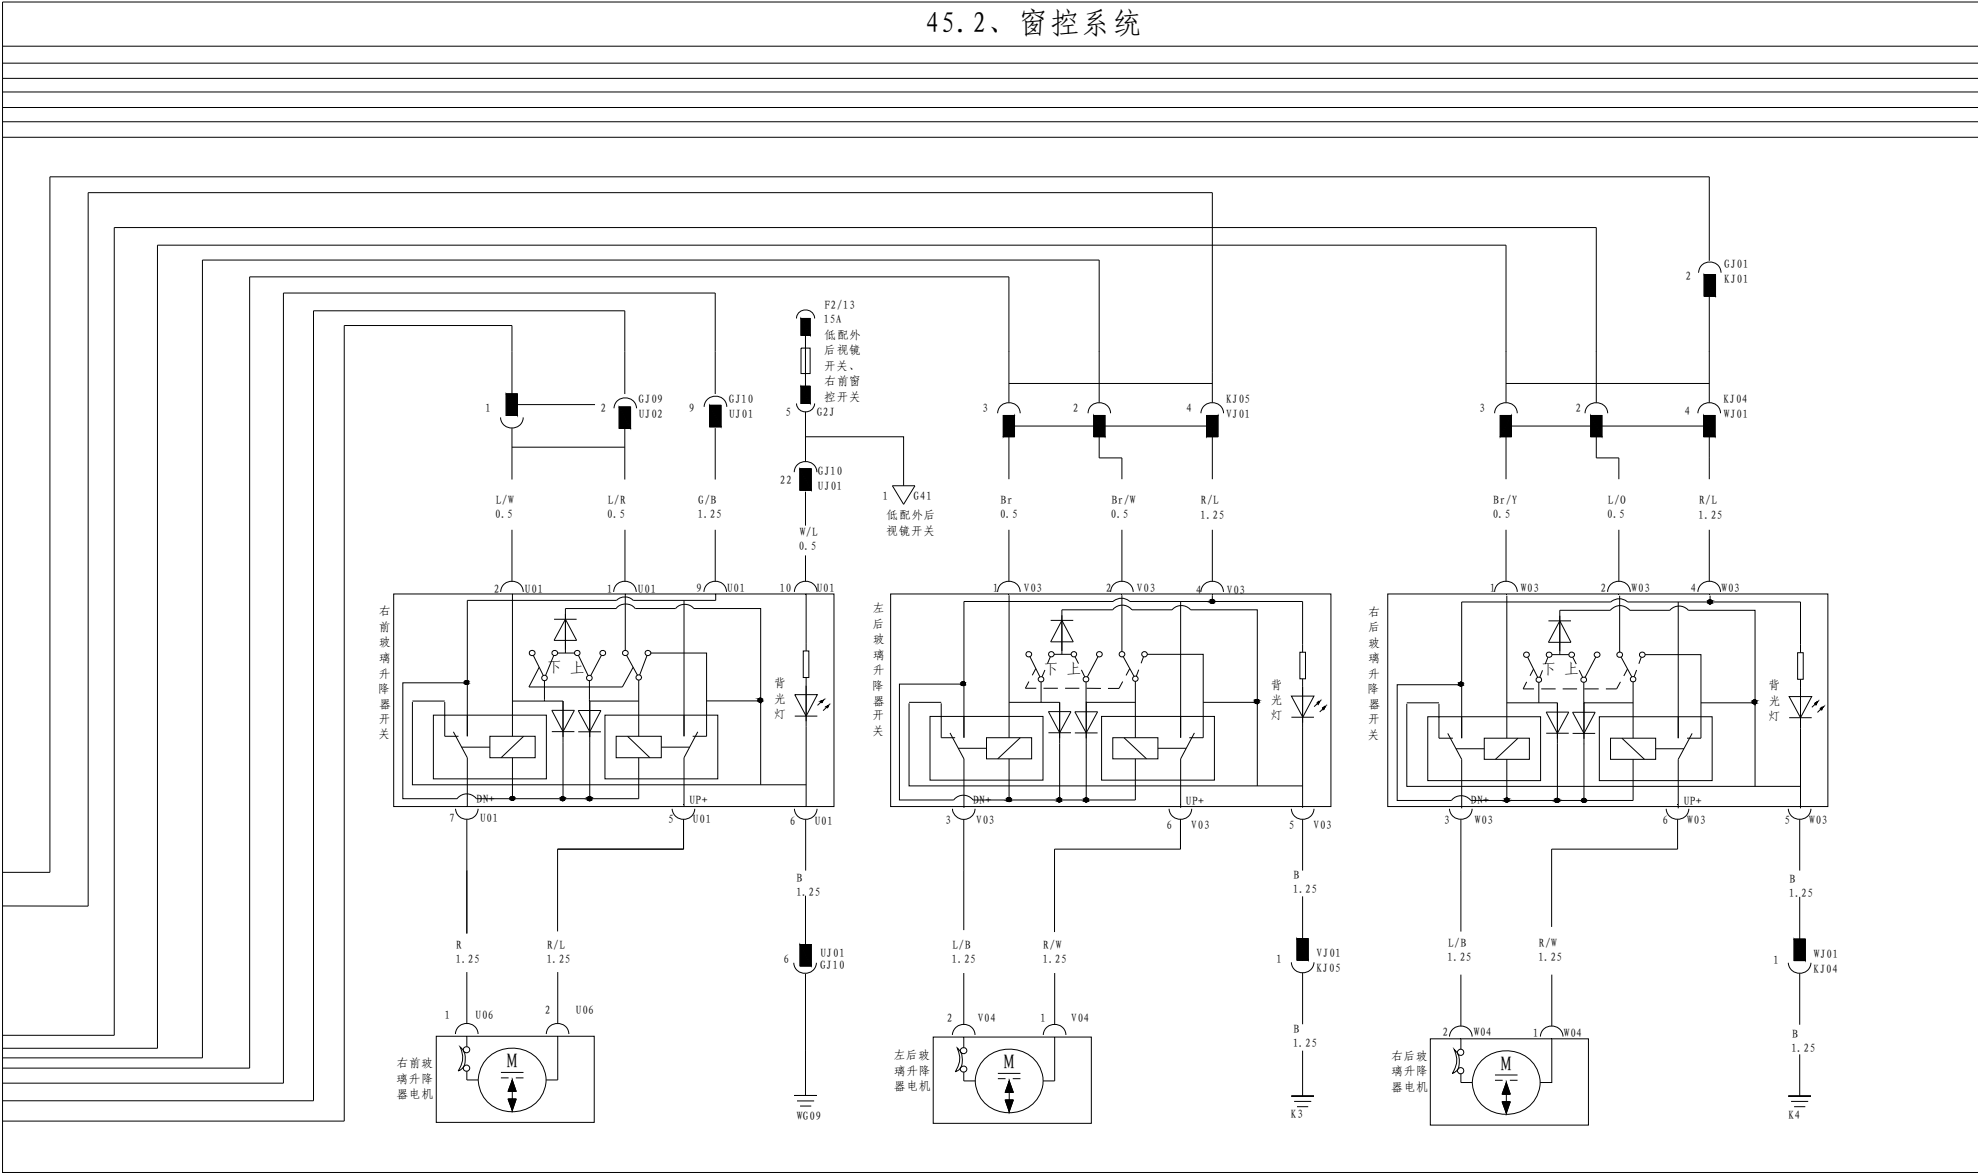 45.2、窗控系统
2
GJ01
KJ01
F2/13
15A
低配外
后视镜
开关、
右前窗
控开关
5
G2J
1
2
GJ09
UJ02
9
GJ10
UJ01
3
2
4
KJ05
VJ01
3
2
4
KJ04
WJ01
22
GJ10
UJ01
1
G41
低配外后
视镜开关
L/W
0.5
L/R
0.5
G/B
1.25
W/L
0.5
Br
0.5
Br/W
0.5
R/L
1.25
Br/Y
0.5
L/O
0.5
R/L
1.25
2
U01
1
U01
9
U01
10
U01
1
V03
2
V03
4
V03
1
W03
2
W03
4
W03
右前玻璃升降器开关
下
上
背光灯
DN+
UP+
左后玻璃升降器开关
下
上
背光灯
DN+
UP+
右后玻璃升降器开关
下
上
背光灯
DN+
UP+
7
U01
5
U01
6
U01
3
V03
6
V03
5
V03
3
W03
6
W03
5
W03
B
1.25
B
1.25
B
1.25
R
1.25
R/L
1.25
6
UJ01
GJ10
L/B
1.25
R/W
1.25
1
VJ01
KJ05
L/B
1.25
R/W
1.25
1
WJ01
KJ04
1
U06
2
U06
2
V04
1
V04
B
1.25
2
W04
1
W04
B
1.25
右前玻
璃升降
器电机
M
WG09
左后玻
璃升降
器电机
M
K3
右后玻
璃升降
器电机
M
K4